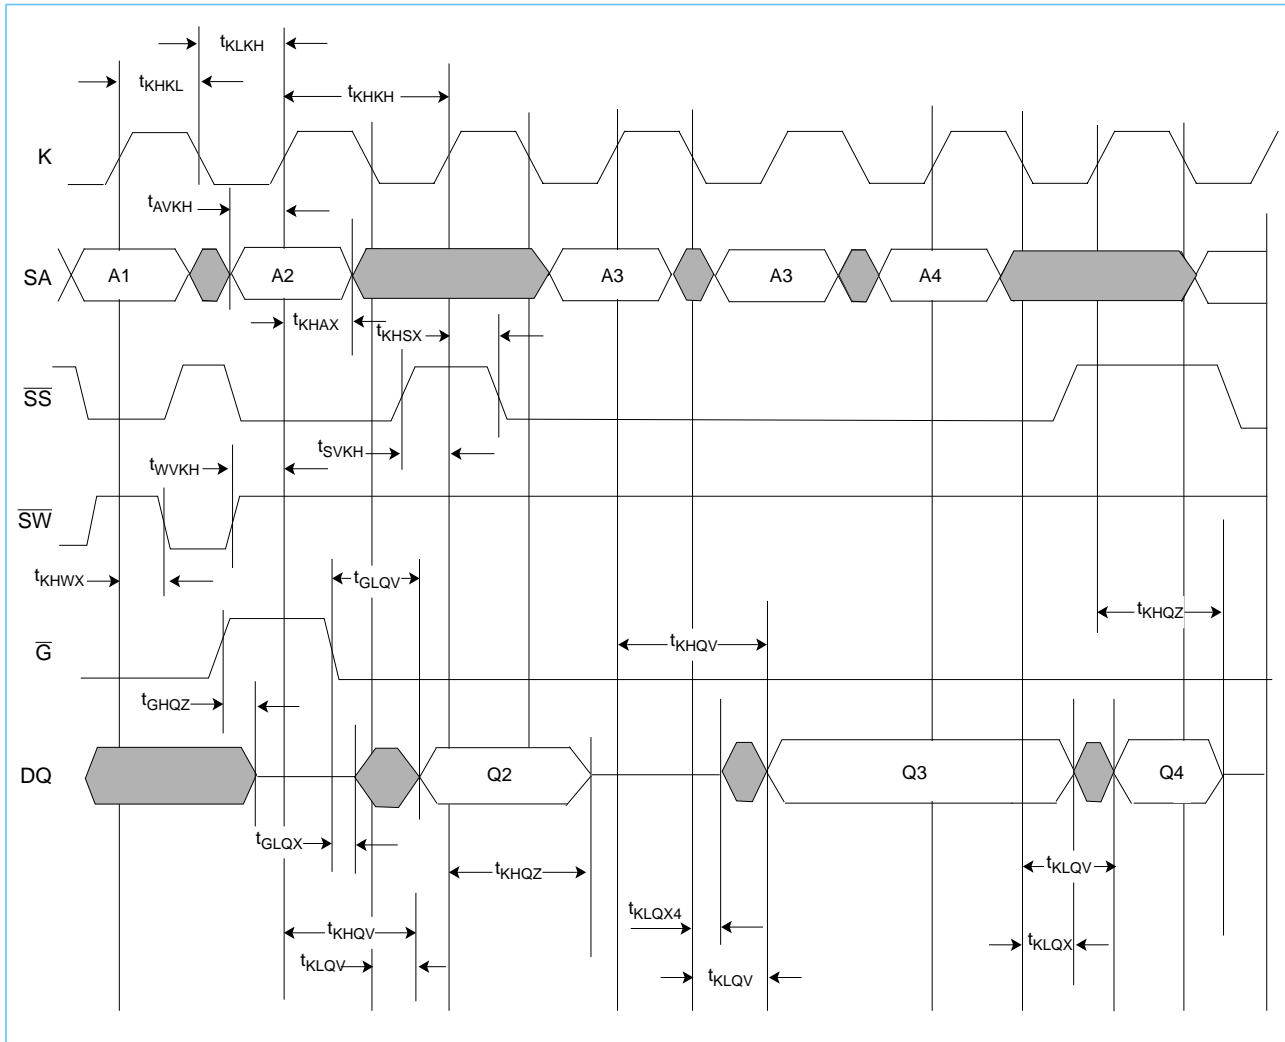 tKLKH
tKHKL
tKHKH
K
tAVKH
SA A1 A2 A3 A3 A4
tKHAX
tKHSX
SS
tSVKH
tWVKH
SW
tKHWX
tGLQV
tKHQZ
G
tKHQV
tGHQZ
DQ Q2 Q3 Q4
tGLQX
tKHQZ
tKLQV
tKLQX4
tKHQV
tKLQX
tKLQV
tKLQV